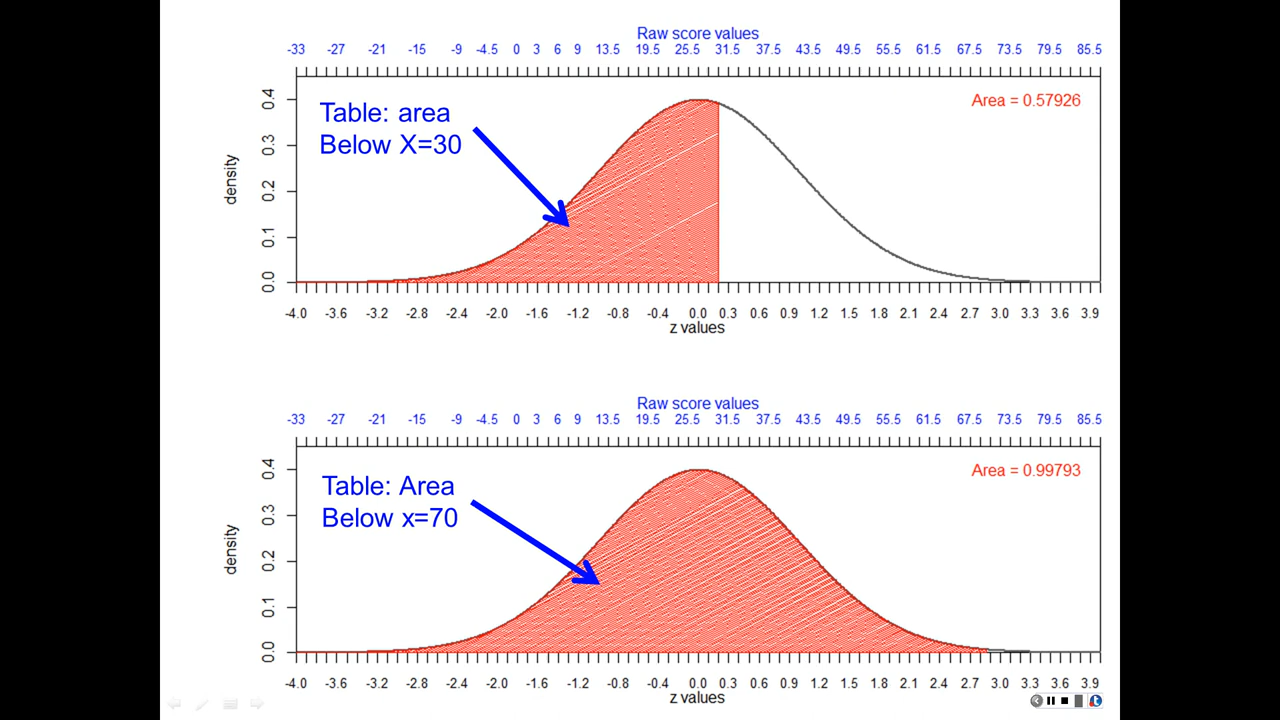 Raw score values
-33 -27 -21 -15 -9 -4.5 0 3 6 9 13.5 19.5 25.5 31.5 37.5 43.5 49.5 55.5 61.5 67.5 73.5 79.5 85.5
Table: area
Below X=30
Area = 0.57926
density
0.4
0.3
0.2
0.1
0.0
-4.0 -3.6 -3.2 -2.8 -2.4 -2.0 -1.6 -1.2 -0.8 -0.4 0.0 0.3 0.6 0.9 1.2 1.5 1.8 2.1 2.4 2.7 3.0 3.3 3.6 3.9
z values
Raw score values
-33 -27 -21 -15 -9 -4.5 0 3 6 9 13.5 19.5 25.5 31.5 37.5 43.5 49.5 55.5 61.5 67.5 73.5 79.5 85.5
Table: Area
Below x=70
Area = 0.99793
density
0.4
0.3
0.2
0.1
0.0
-4.0 -3.6 -3.2 -2.8 -2.4 -2.0 -1.6 -1.2 -0.8 -0.4 0.0 0.3 0.6 0.9 1.2 1.5 1.8 2.1 2.4 2.7 3.0 3.3 3.6 3.9
z values